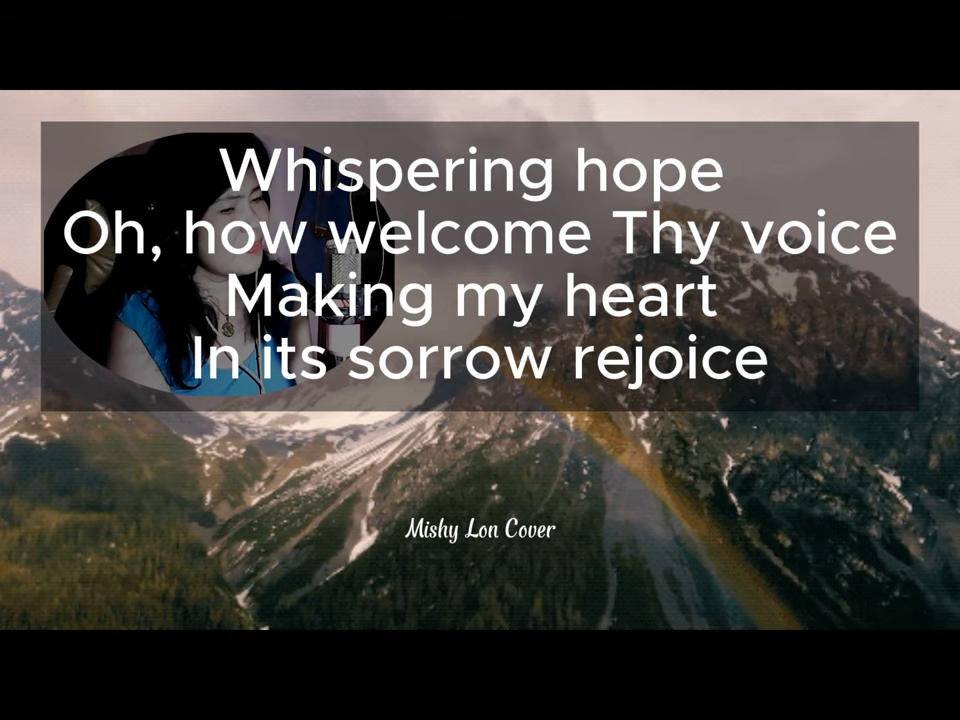 Whispering hope
Oh, how welcome Thy voice
Making my heart
In its sorrow rejoice
Mishy Lon Cover